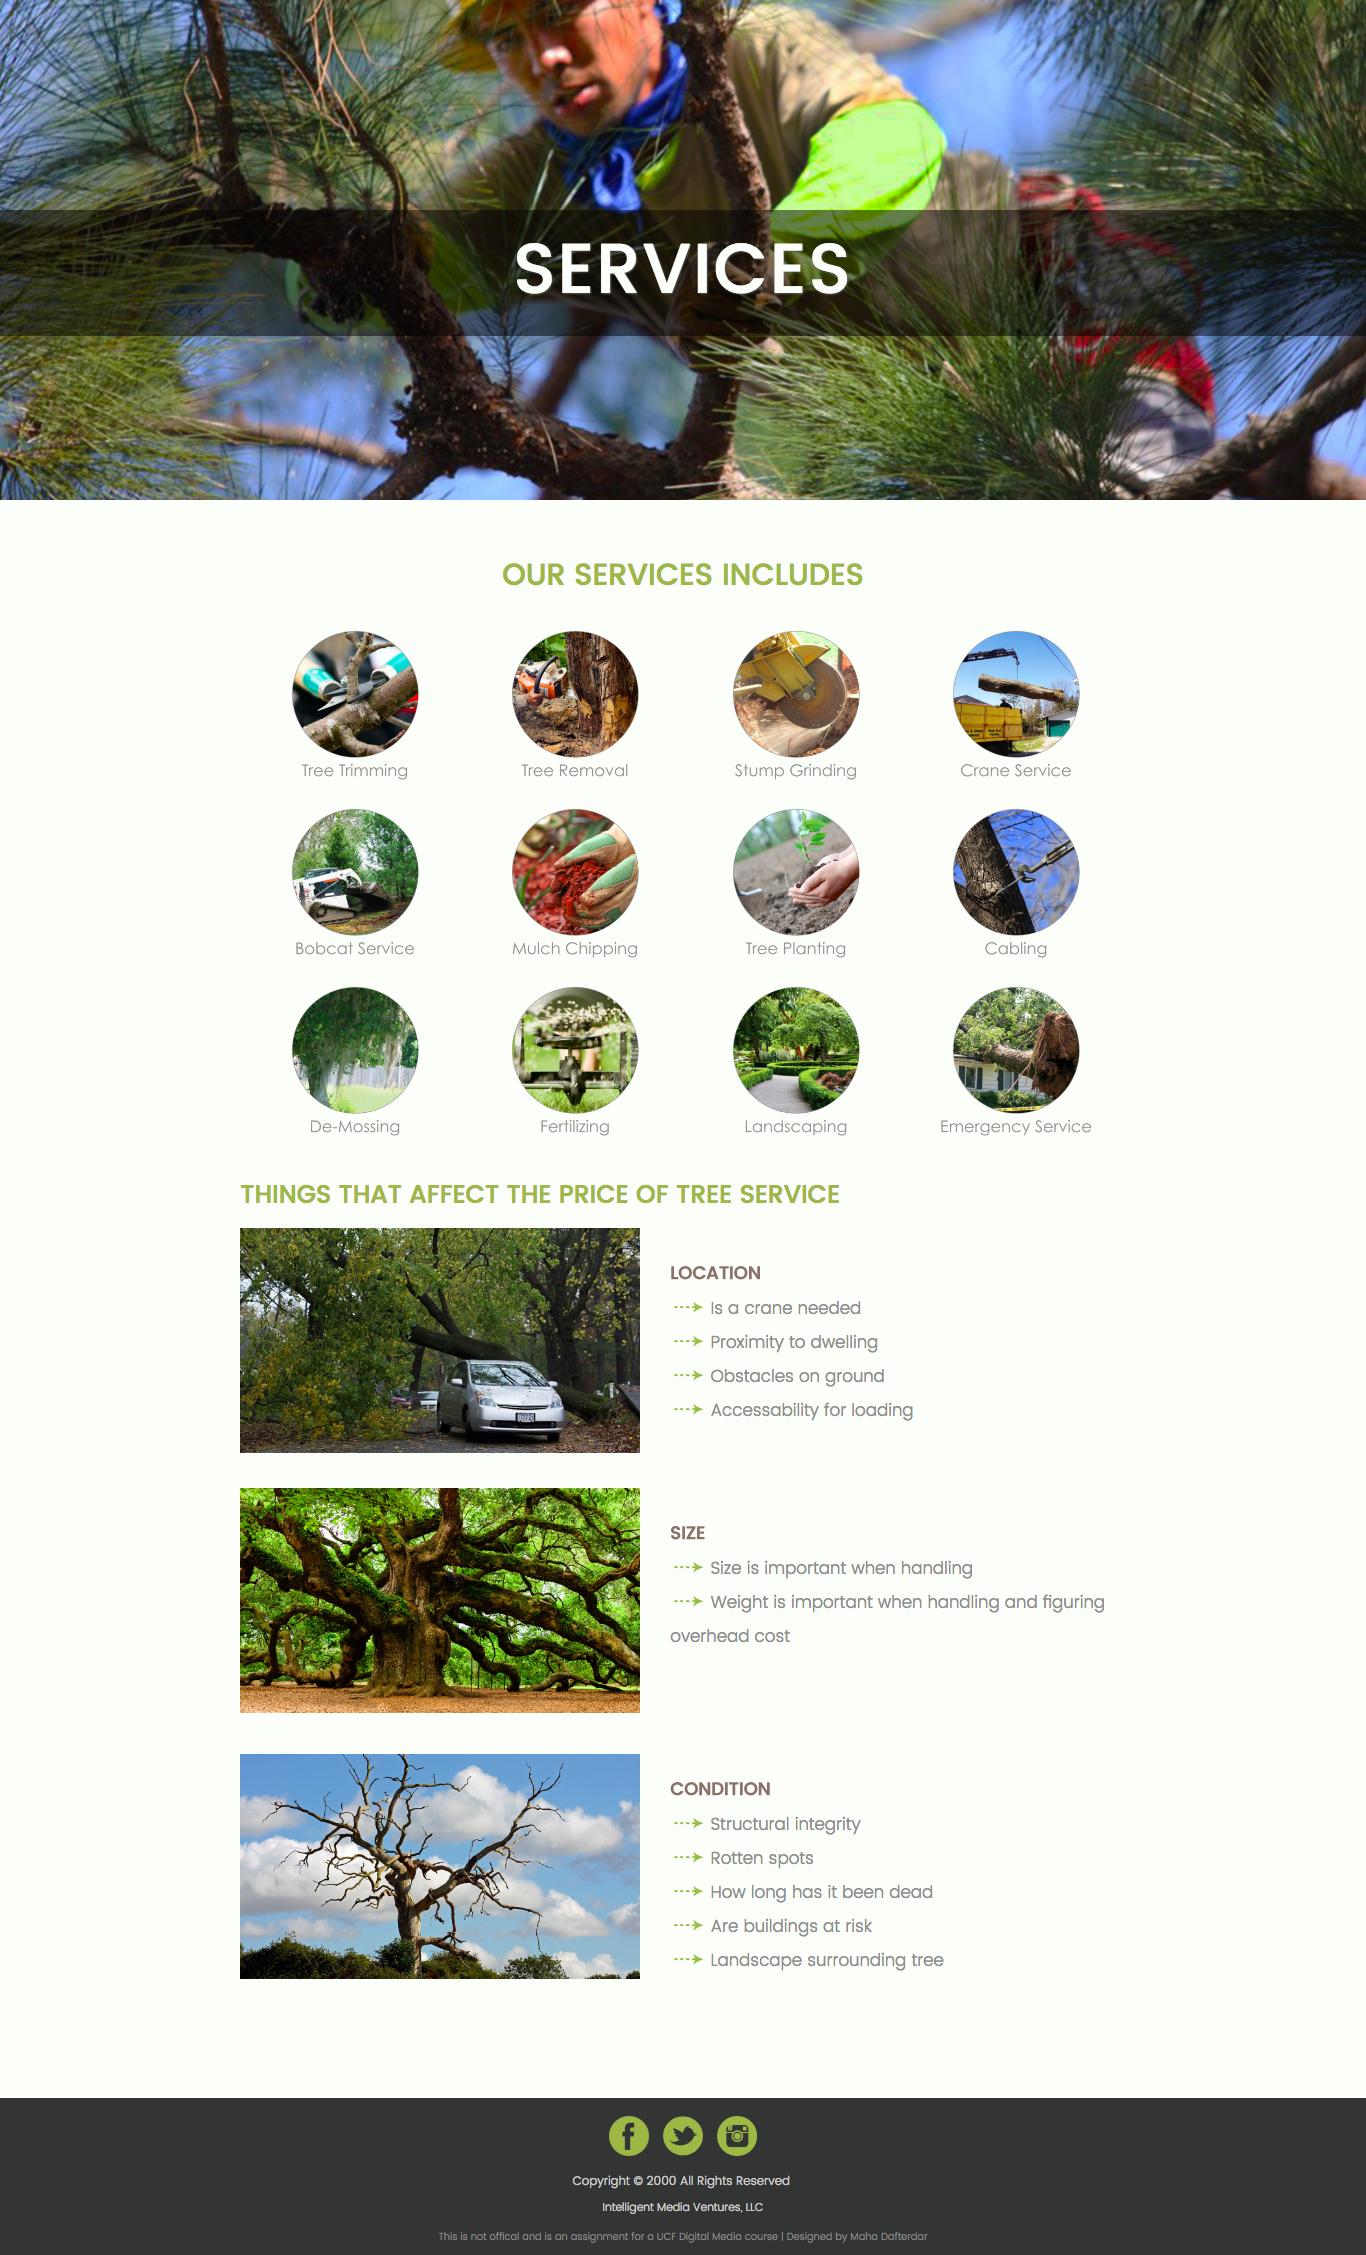 SERVICES
OUR SERVICES INCLUDES
Tree Trimming
Tree Removal
Stump Grinding
Crane Service
Bobcat Service
Mulch Chipping
Tree Planting
Cabling
De-Mossing
Fertilizing
Landscaping
Emergency Service
THINGS THAT AFFECT THE PRICE OF TREE SERVICE
LOCATION
Is a crane needed
Proximity to dwelling
Obstacles on ground
Accessability for loading
SIZE
Size is important when handling
Weight is important when handling and figuring
overhead cost
CONDITION
Structural integrity
Rotten spots
How long has it been dead
Are buildings at risk
Landscape surrounding tree
Copyright © 2000 All Rights Reserved
Intelligent Media Ventures, LLC
This is not offical and is an assignment for a UCF Digital Media course | Designed by Maha Dafterdar